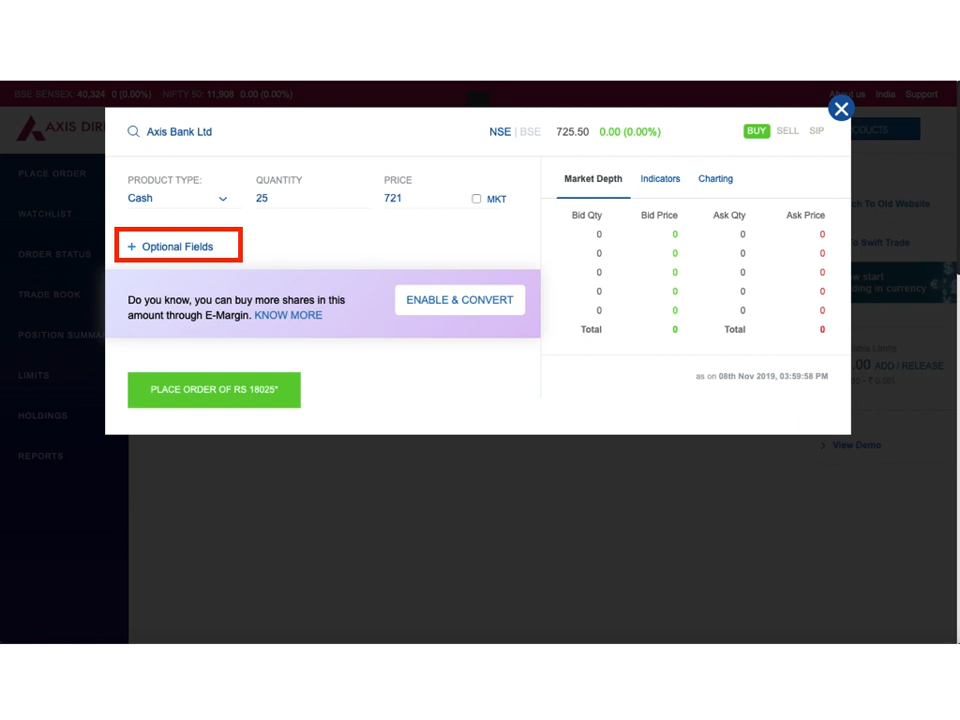 BSE SENSEX: 40,324 0 (0.00%) NIFTY 50: 11,908 0.00 (0.00%)
About us India Support
AXIS DIR
PRODUCTS
Axis Bank Ltd
NSE | BSE 725.50 0.00 (0.00%)
BUY SELL SIP
PLACE ORDER
WATCHLIST
ORDER STATUS
TRADE BOOK
POSITION SUMMA
LIMITS
HOLDINGS
REPORTS
PRODUCT TYPE: QUANTITY PRICE
Cash 25 721 MKT
+ Optional Fields
Do you know, you can buy more shares in this
amount through E-Margin. KNOW MORE
ENABLE & CONVERT
PLACE ORDER OF RS 18025*
Market Depth Indicators Charting
Bid Qty Bid Price Ask Qty Ask Price
0 0 0 0
0 0 0 0
0 0 0 0
0 0 0 0
0 0 0 0
Total 0 Total 0
as on 08th Nov 2019, 03:59:58 PM
ch To Old Website
To Swift Trade
w start
ding in currency
able Limits
.00 ADD / RELEASE
View Demo